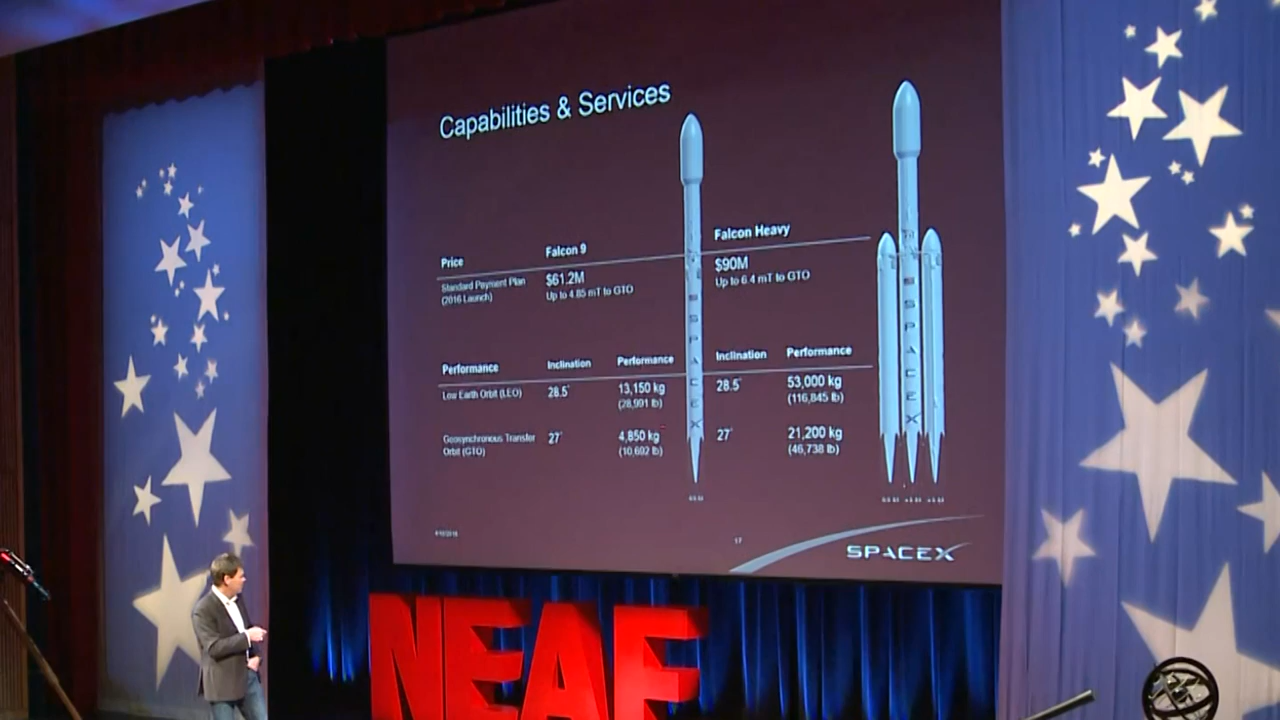 Capabilities & Services
Price Falcon 9 Falcon Heavy
Standard Payment Plan
(2016 Launch)
$61.2M
Up to 4.85 mT to GTO
$90M
Up to 6.4 mT to GTO
Performance Inclination Performance Inclination Performance
Low Earth Orbit (LEO) 28.5° 13,150 kg
(28,991 lb)
28.5° 53,000 kg
(116,845 lb)
Geosynchronous Transfer
Orbit (GTO)
27° 4,850 kg
(10,692 lb)
27° 21,200 kg
(46,738 lb)
SPACEX
SPACEX
17
SPACEX
NEAF